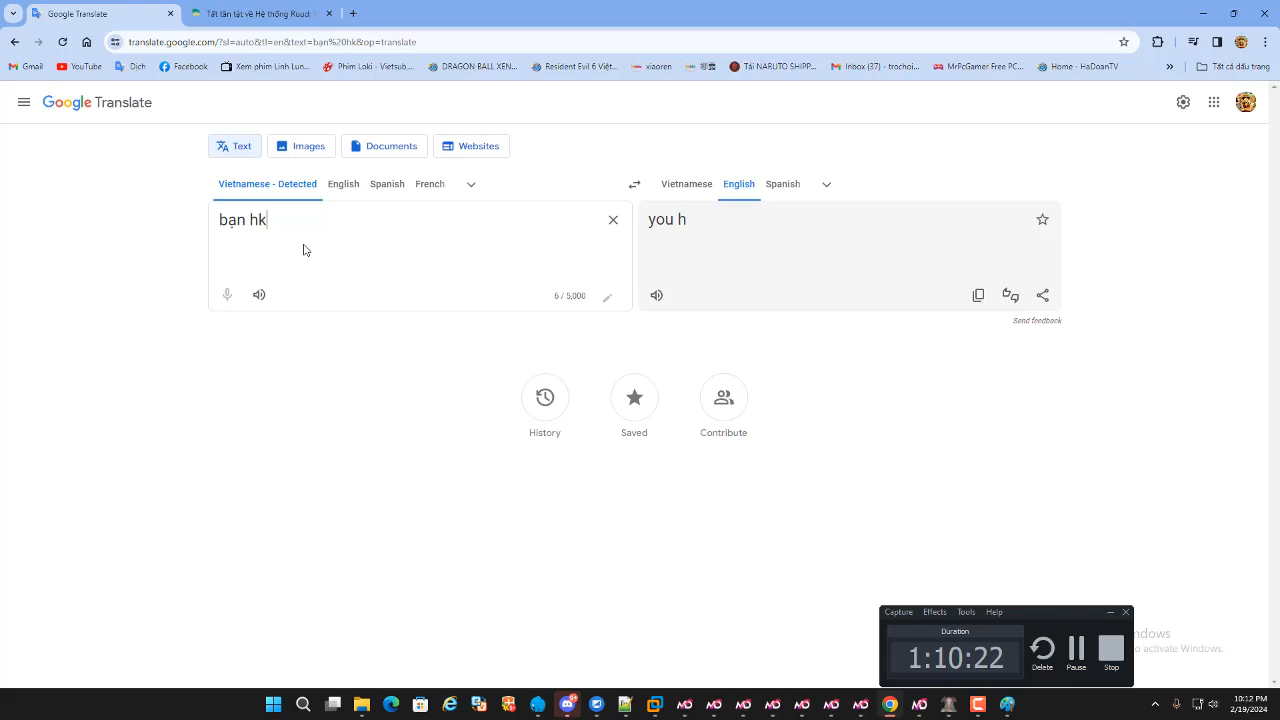 Google Translate
Tất tần tật về Hệ thống Ruud:
translate.google.com/?sl=auto&tl=en&text=bạn%20hk&op=translate
Gmail
YouTube
Dịch
Facebook
Xem phim Linh Lun...
Phim Loki - Vietsub,...
DRAGON BALL XEN...
Resident Evil 6 Việt...
xiaoren
Tải NARUTO SHIPP...
Inbox (37) - trochoi...
MrPcGamer Free PC...
Home - HaDoanTV
»
Tất cả dấu trang
Google Translate
Text
Images
Documents
Websites
Vietnamese - Detected
English
Spanish
French
Vietnamese
English
Spanish
bạn hk
you h
6 / 5,000
Send feedback
History
Saved
Contribute
Capture
Effects
Tools
Help
Duration
1:10:22
Delete
Pause
Stop
ndows
o activate Windows.
10:12 PM
2/19/2024